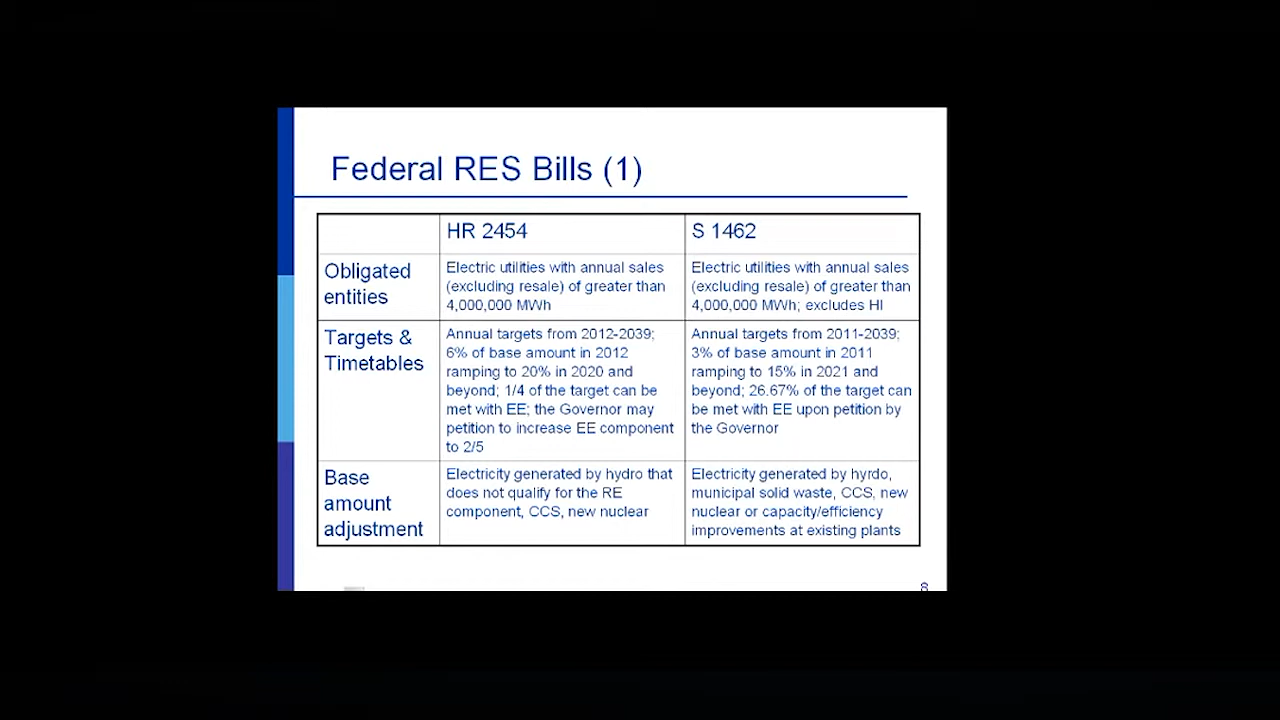 Federal RES Bills (1)
HR 2454
S 1462
Obligated
entities
Electric utilities with annual sales
(excluding resale) of greater than
4,000,000 MWh
Electric utilities with annual sales
(excluding resale) of greater than
4,000,000 MWh; excludes HI
Targets &
Timetables
Annual targets from 2012-2039;
6% of base amount in 2012
ramping to 20% in 2020 and
beyond; 1/4 of the target can be
met with EE; the Governor may
petition to increase EE component
to 2/5
Annual targets from 2011-2039;
3% of base amount in 2011
ramping to 15% in 2021 and
beyond; 26.67% of the target can
be met with EE upon petition by
the Governor
Base
amount
adjustment
Electricity generated by hydro that
does not qualify for the RE
component, CCS, new nuclear
Electricity generated by hyrdo,
municipal solid waste, CCS, new
nuclear or capacity/efficiency
improvements at existing plants
8